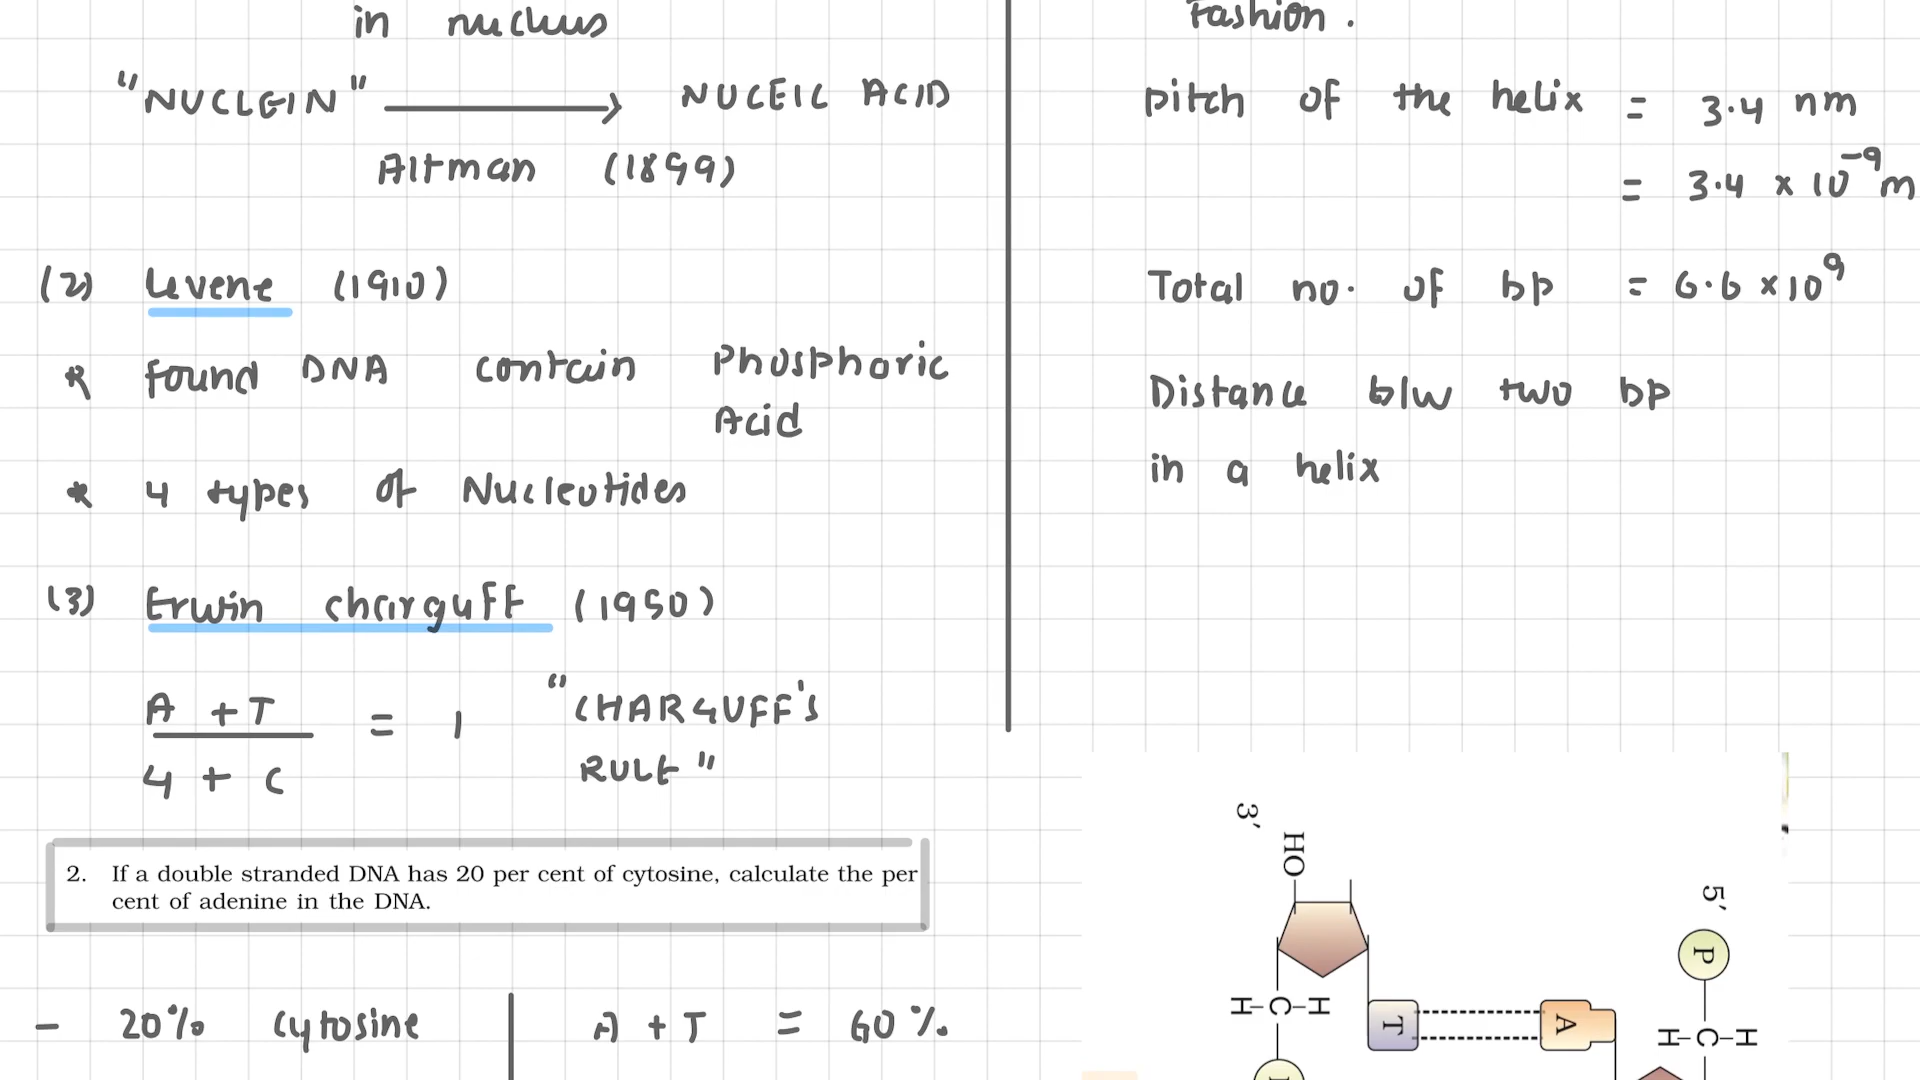 in nucleus
"NUCLEIN" → NUCEIC ACID
Altman (1899)
(2) Levene (1910)
* found DNA contain Phosphoric
Acid
* 4 types of Nucleotides
(3) Erwin charguff (1950)
A + T
G + C
= 1
"CHARGUFF'S
RULE"
2. If a double stranded DNA has 20 per cent of cytosine, calculate the per
cent of adenine in the DNA.
- 20% cytosine
A + T = 60%
Fashion.
pitch of the helix = 3.4 nm
= 3.4 x 10⁻⁹m
Total no. of bp = 6.6 x 10⁹
Distance b/w two bp
in a helix
3'
HO
5'
P
H-C-H
T
A
H-C-H